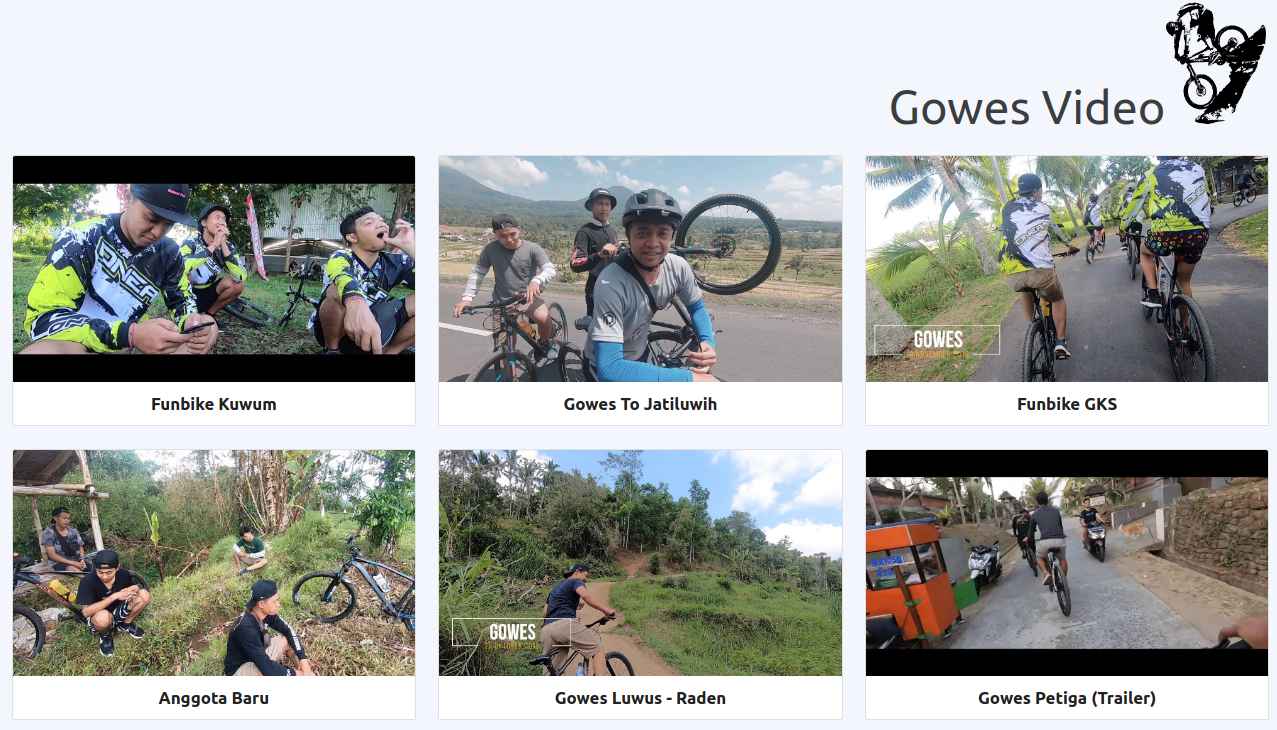 Gowes Video
Funbike Kuwum
Gowes To Jatiluwih
GOWES
Funbike GKS
Anggota Baru
GOWES
Gowes Luwus - Raden
Gowes Petiga (Trailer)